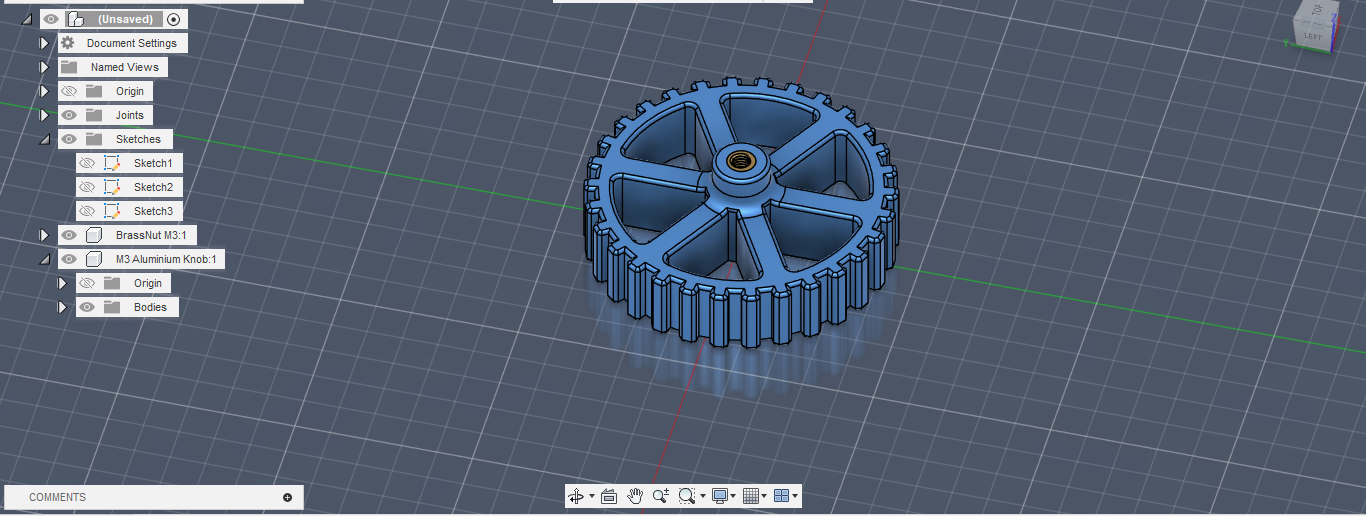 (Unsaved)
Document Settings
Named Views
Origin
Joints
Sketches
Sketch1
Sketch2
Sketch3
BrassNut M3:1
M3 Aluminium Knob:1
Origin
Bodies
LEFT
Z
Y
COMMENTS